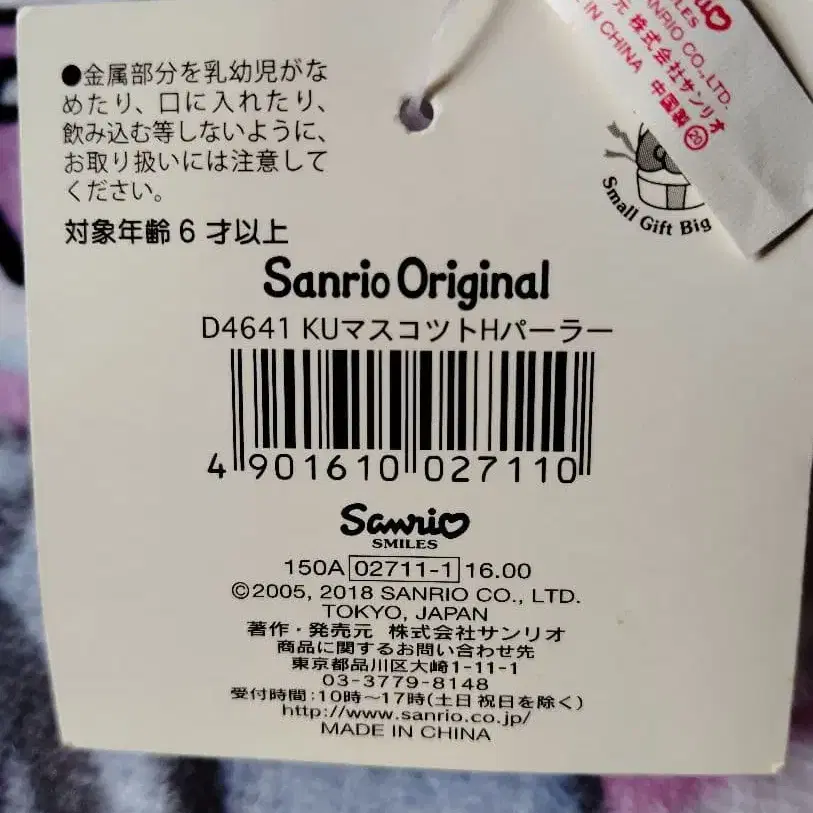 ●金属部分を乳幼児がな
めたり、口に入れたり、
飲み込む等しないように、
お取り扱いには注意して
ください。
対象年齢6才以上
SMILES
SANRIO CO.,LTD.
元 株式会社サンリオ
IN CHINA 中国製 20
Small Gift Big
Sanrio Original
D4641 KUマスコツトHパーラー
4 901610 027110
Sanrio
SMILES
150A 02711-1 16.00
©2005, 2018 SANRIO CO., LTD.
TOKYO, JAPAN
著作・発売元 株式会社サンリオ
商品に関するお問い合わせ先
東京都品川区大崎1-11-1
03-3779-8148
受付時間:10時~17時(土日祝日を除く)
http://www.sanrio.co.jp/
MADE IN CHINA